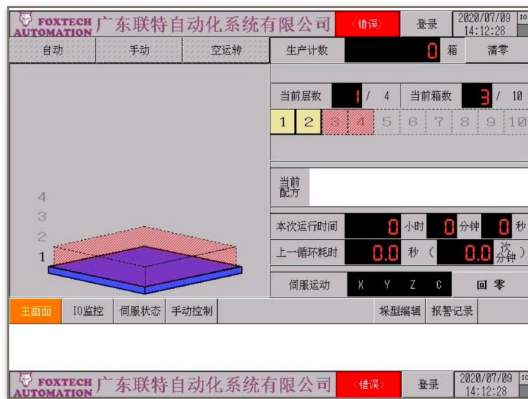 FOXTECH AUTOMATION 广东联特自动化系统有限公司 <错误> 登录 2020/07/09 14:12:28
自动 手动 空运转 生产计数 0 箱 清零
当前层数 1 / 4 当前箱数 3 / 10
1 2 3 4 5 6 7 8 9 10
当前配方
4
3
2
1
本次运行时间 0 小时 0 分钟 0 秒
上一循环耗时 0.0 秒 ( 0.0 次/分钟 )
伺服运动 X Y Z C 回零
主画面 IO监控 伺服状态 手动控制 垛型编辑 报警记录
FOXTECH AUTOMATION 广东联特自动化系统有限公司 <错误> 登录 2020/07/09 14:12:28